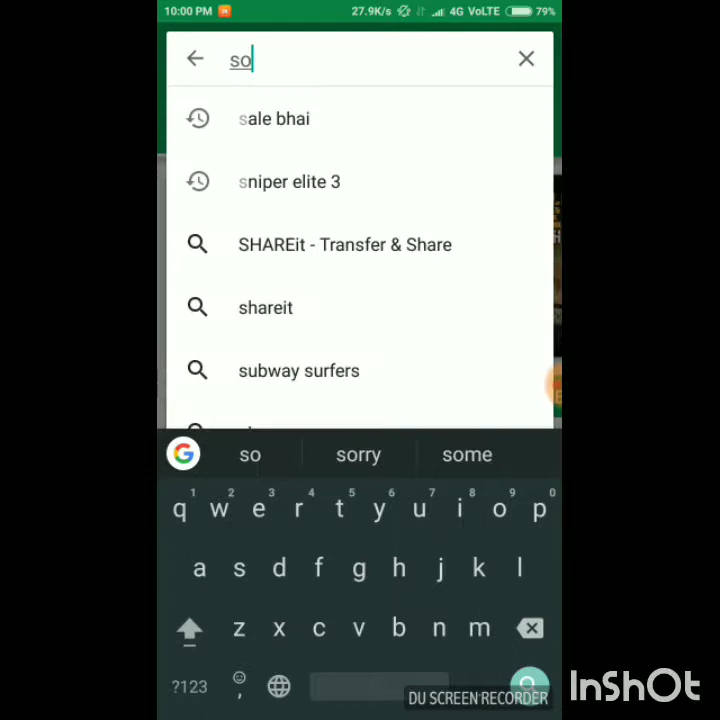 10:00 PM 27.9K/s 4G VoLTE 79%
so
sale bhai
sniper elite 3
SHAREit - Transfer & Share
shareit
subway surfers
so sorry some
1 2 3 4 5 6 7 8 9 0
q w e r t y u i o p
a s d f g h j k l
z x c v b n m
?123 ,
DU SCREEN RECORDER
InShOt